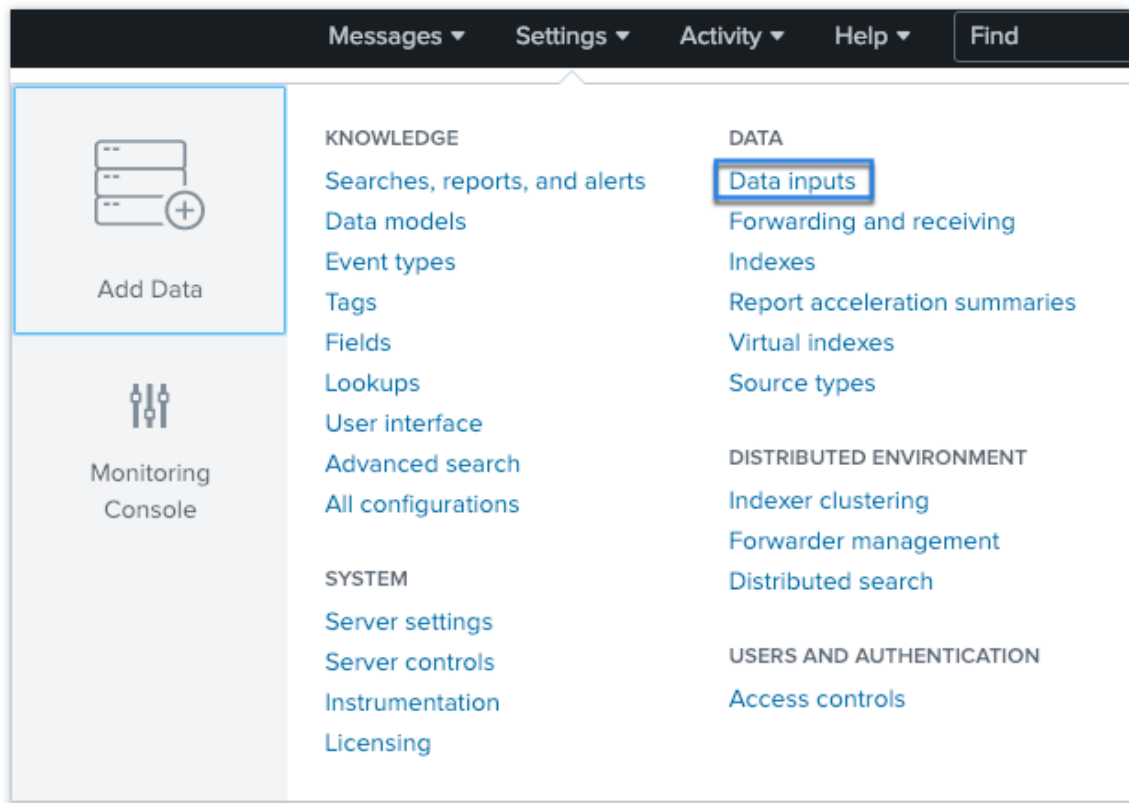 Messages Settings Activity Help Find
Add Data
Monitoring
Console
KNOWLEDGE
Searches, reports, and alerts
Data models
Event types
Tags
Fields
Lookups
User interface
Advanced search
All configurations
SYSTEM
Server settings
Server controls
Instrumentation
Licensing
DATA
Data inputs
Forwarding and receiving
Indexes
Report acceleration summaries
Virtual indexes
Source types
DISTRIBUTED ENVIRONMENT
Indexer clustering
Forwarder management
Distributed search
USERS AND AUTHENTICATION
Access controls